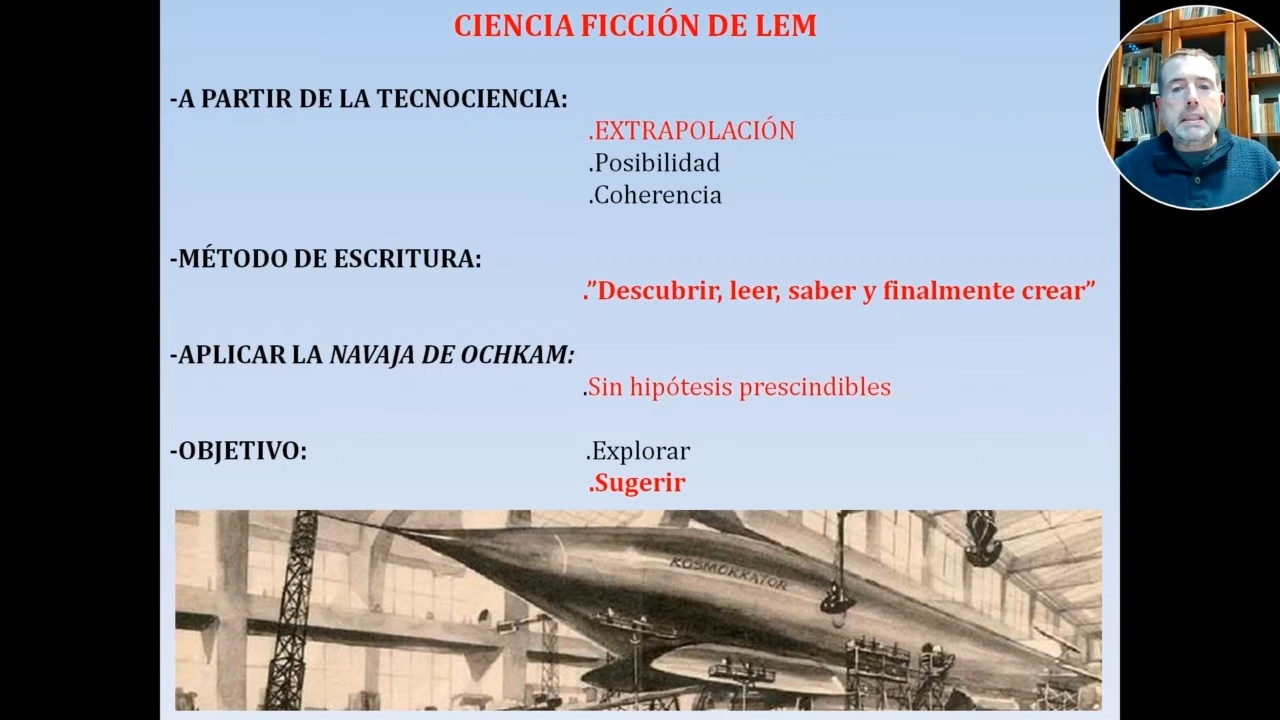 CIENCIA FICCIÓN DE LEM
-A PARTIR DE LA TECNOCIENCIA:
.EXTRAPOLACIÓN
.Posibilidad
.Coherencia
-MÉTODO DE ESCRITURA:
.”Descubrir, leer, saber y finalmente crear”
-APLICAR LA NAVAJA DE OCHKAM:
.Sin hipótesis prescindibles
-OBJETIVO: .Explorar
.Sugerir
KOSMOKRATOR